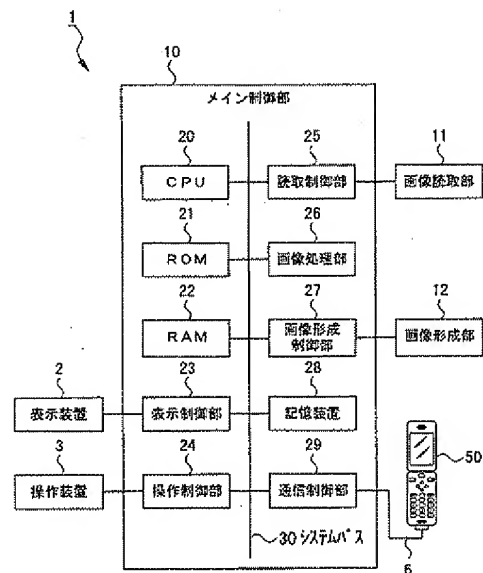 1
10
メイン制御部
20
25
11
CPU
読取制御部
画像読取部
21
26
ROM
画像処理部
22
27
12
RAM
画像形成
制御部
画像形成部
2
23
28
表示装置
表示制御部
記憶装置
3
24
29
50
操作装置
操作制御部
通信制御部
30 システムバス
6